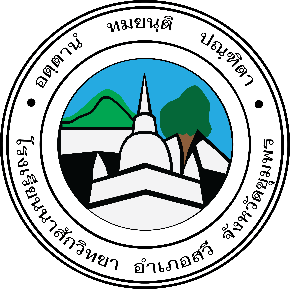 อตฺตานํ ทมยนฺติ ปณฺฑิตา
โรงเรียนนาสักวิทยา อำเภอสวี จังหวัดชุมพร